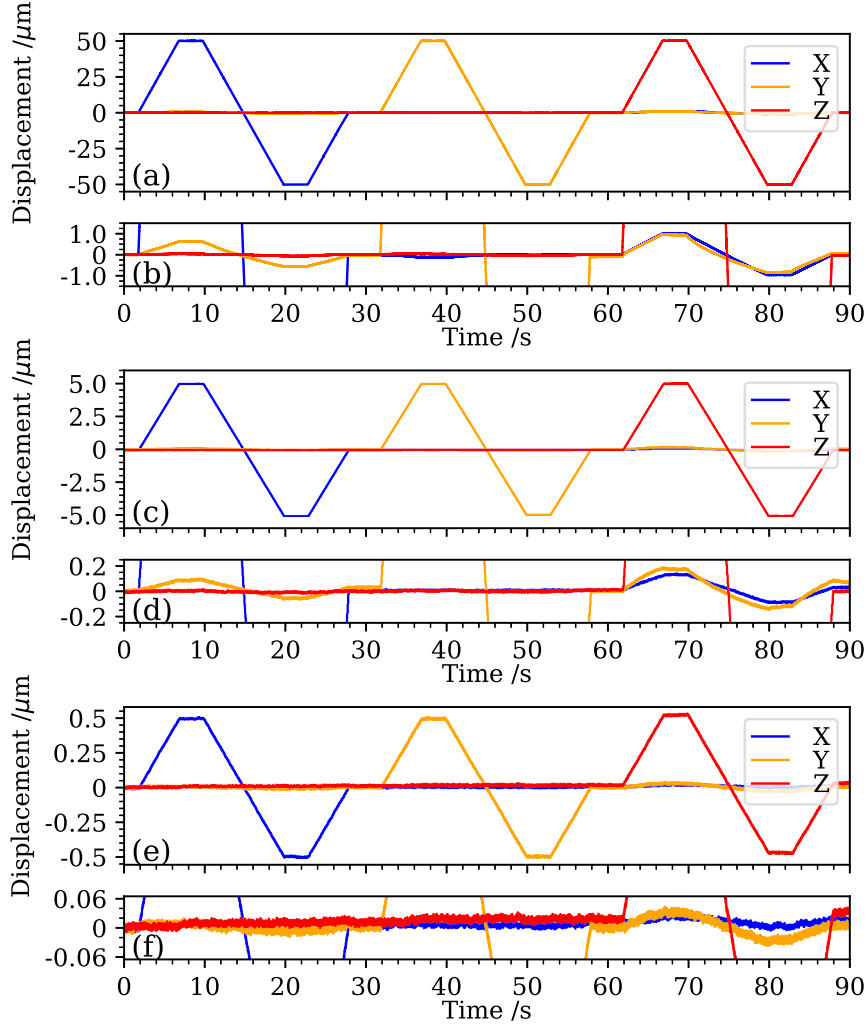 Displacement /μm
50
25
0
-25
-50
X
Y
Z
(a)
1.0
0.0
-1.0
(b)
0 10 20 30 40 50 60 70 80 90
Time /s
Displacement /μm
5.0
2.5
0
-2.5
-5.0
X
Y
Z
(c)
0.2
0
-0.2
(d)
0 10 20 30 40 50 60 70 80 90
Time /s
Displacement /μm
0.5
0.25
0
-0.25
-0.5
X
Y
Z
(e)
0.06
0
-0.06
(f)
0 10 20 30 40 50 60 70 80 90
Time /s